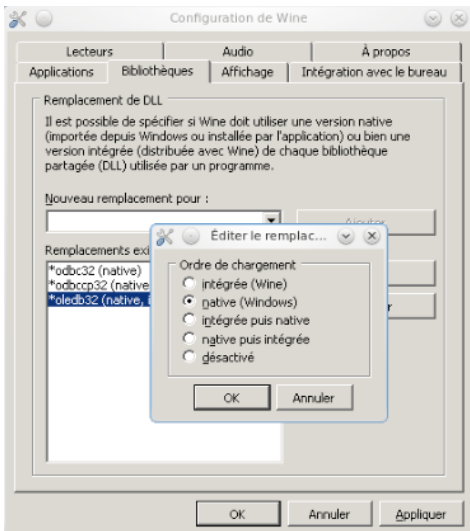 Configuration de Wine
Lecteurs Audio À propos
Applications Bibliothèques Affichage Intégration avec le bureau
Remplacement de DLL
Il est possible de spécifier si Wine doit utiliser une version native
(importée depuis Windows ou installée par l'application) ou bien une
version intégrée (distribuée avec Wine) de chaque bibliothèque
partagée (DLL) utilisée par un programme.
Nouveau remplacement pour :
Ajouter
Remplacements exi
*odbc32 (native)
*odbccp32 (native
*oledb32 (native, i
r
Éditer le remplac...
Ordre de chargement
intégrée (Wine)
native (Windows)
intégrée puis native
native puis intégrée
désactivé
OK Annuler
OK Annuler Appliquer